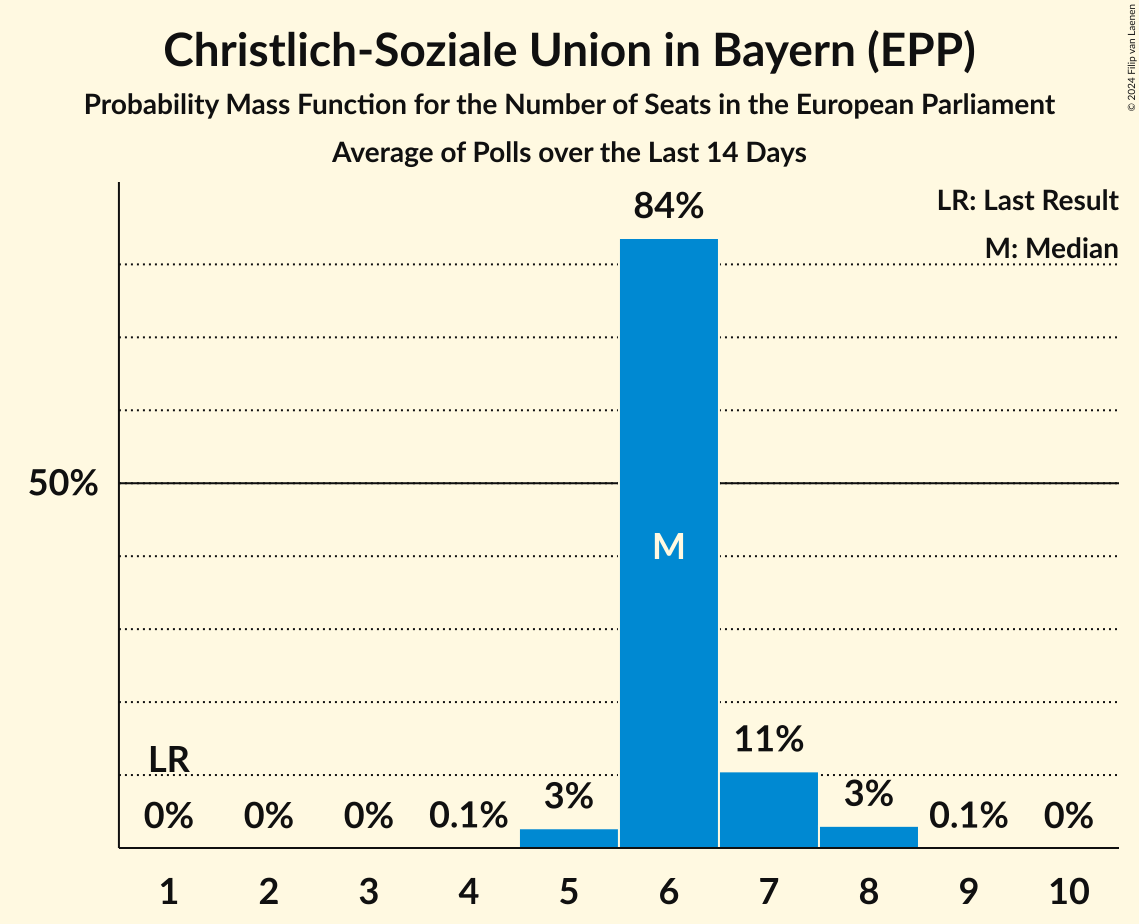 Christlich-Soziale Union in Bayern (EPP)
Probability Mass Function for the Number of Seats in the European Parliament
Average of Polls over the Last 14 Days
© 2024 Filip van Laenen
LR: Last Result
M: Median
84%
50%
M
LR
11%
0% 0% 0% 0.1% 3% 3% 0.1% 0%
1 2 3 4 5 6 7 8 9 10